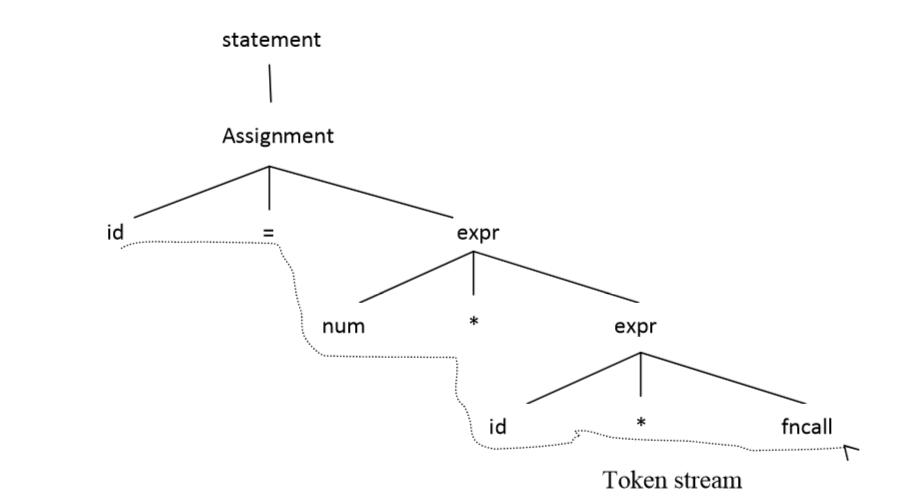 statement
Assignment
id = expr
num * expr
id * fncall
Token stream